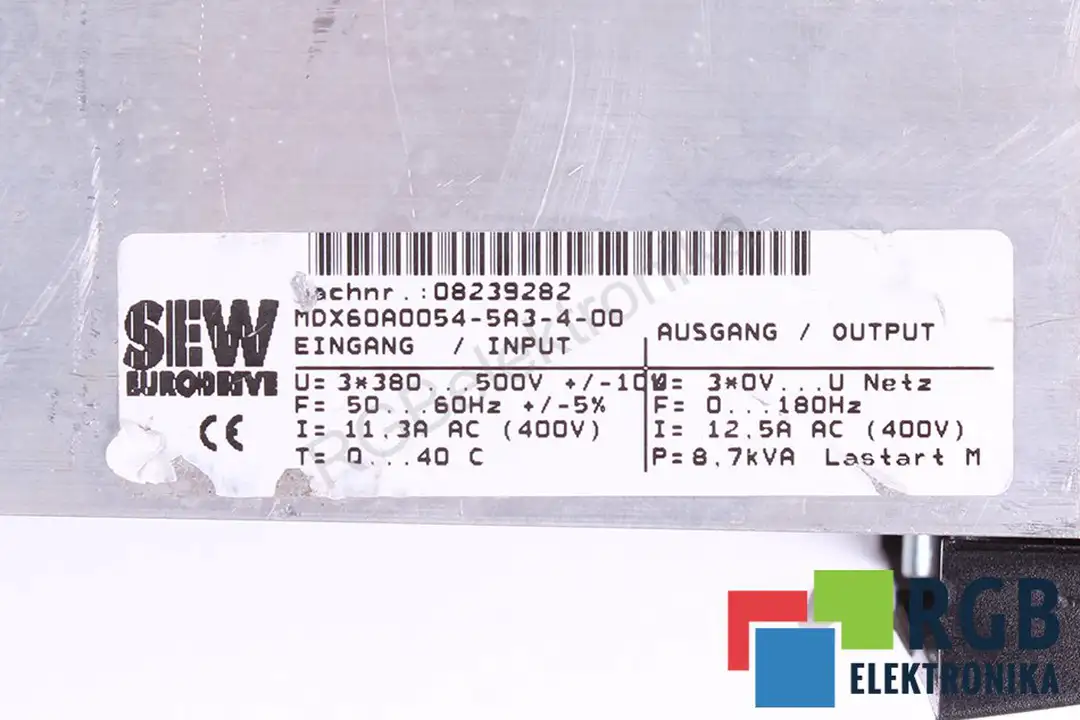 Sachnr.:08239282
MDX60A0054-5A3-4-00
SEW
EURODRIVE
CE
EINGANG / INPUT
AUSGANG / OUTPUT
U= 3*380...500V +/-10%
F= 50...60Hz +/-5%
I= 11.3A AC (400V)
T= 0...40 C
U= 3*0V...U Netz
F= 0...180Hz
I= 12.5A AC (400V)
P= 8.7kVA Lastart M
RGBelektronika
RGB
ELEKTRONIKA